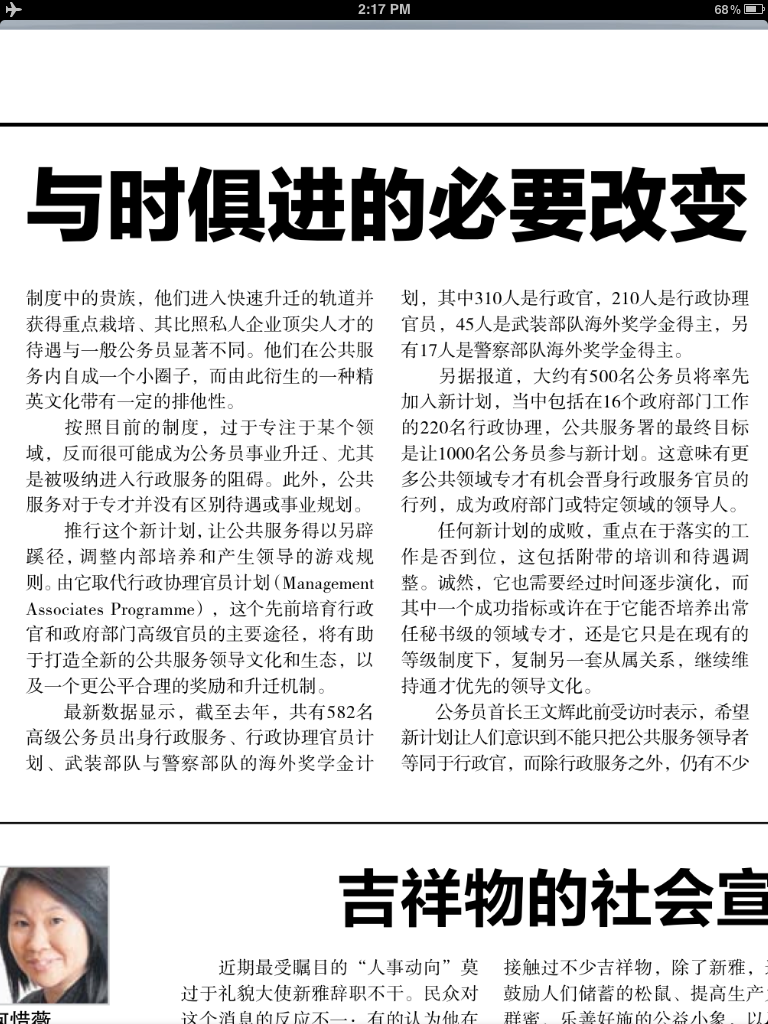 2:17 PM
68%
与时俱进的必要改变
制度中的贵族，他们进入快速升迁的轨道并
获得重点栽培、其比照私人企业顶尖人才的
待遇与一般公务员显著不同。他们在公共服
务内自成一个小圈子，而由此衍生的一种精
英文化带有一定的排他性。
按照目前的制度，过于专注于某个领
域，反而很可能成为公务员事业升迁、尤其
是被吸纳进入行政服务的阻碍。此外，公共
服务对于专才并没有区别待遇或事业规划。
推行这个新计划，让公共服务得以另辟
蹊径，调整内部培养和产生领导的游戏规
则。由它取代行政协理官员计划（Management
Associates Programme），这个先前培育行政
官和政府部门高级官员的主要途径，将有助
于打造全新的公共服务领导文化和生态，以
及一个更公平合理的奖励和升迁机制。
最新数据显示，截至去年，共有582名
高级公务员出身行政服务、行政协理官员计
划、武装部队与警察部队的海外奖学金计
划，其中310人是行政官，210人是行政协理
官员，45人是武装部队海外奖学金得主，另
有17人是警察部队海外奖学金得主。
另据报道，大约有500名公务员将率先
加入新计划，当中包括在16个政府部门工作
的220名行政协理，公共服务署的最终目标
是让1000名公务员参与新计划。这意味有更
多公共领域专才有机会晋身行政服务官员的
行列，成为政府部门或特定领域的领导人。
任何新计划的成败，重点在于落实的工
作是否到位，这包括附带的培训和待遇调
整。诚然，它也需要经过时间逐步演化，而
其中一个成功指标或许在于它能否培养出常
任秘书级的领域专才，还是它只是在现有的
等级制度下，复制另一套从属关系，继续维
持通才优先的领导文化。
公务员首长王文辉此前受访时表示，希望
新计划让人们意识到不能只把公共服务领导者
等同于行政官，而除行政服务之外，仍有不少
吉祥物的社会宣
何惜薇
近期最受瞩目的“人事动向”莫
过于礼貌大使新雅辞职不干。民众对
这个消息的反应不一：有的认为他在
接触过不少吉祥物，除了新雅，
鼓励人们储蓄的松鼠、提高生产
群蜜、乐善好施的公益小象，以